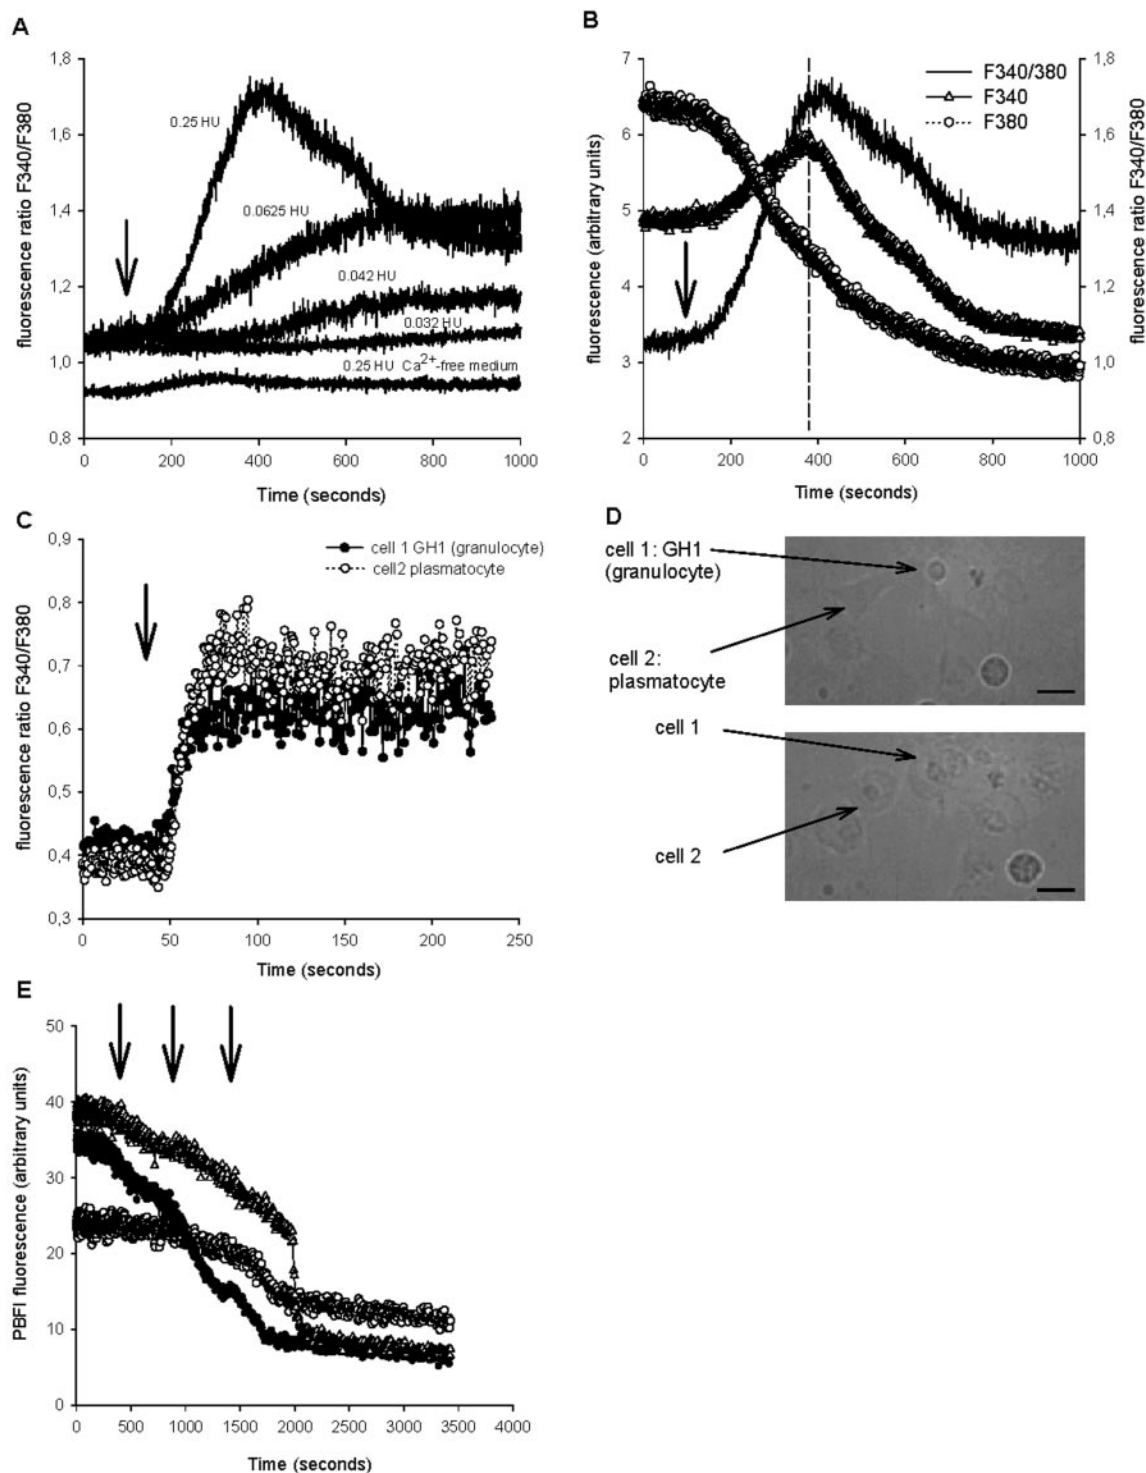 A
fluorescence ratio F340/F380
1,8
1,6
1,4
1,2
1,0
0,8
0.25 HU
0.0625 HU
0.042 HU
0.032 HU
0.25 HU Ca2+-free medium
0 200 400 600 800 1000
Time (seconds)
B
fluorescence (arbitrary units)
7
6
5
4
3
2
F340/380
F340
F380
1,8
1,6
1,4
1,2
1,0
0,8
fluorescence ratio F340/F380
0 200 400 600 800 1000
Time (seconds)
C
fluorescence ratio F340/F380
0,9
0,8
0,7
0,6
0,5
0,4
0,3
cell 1 GH1 (granulocyte)
cell2 plasmatocyte
0 50 100 150 200 250
Time (seconds)
D
cell 1: GH1
(granulocyte)
cell 2:
plasmatocyte
cell 1
cell 2
E
PBFI fluorescence (arbitrary units)
50
40
30
20
10
0
0 500 1000 1500 2000 2500 3000 3500 4000
Time (seconds)